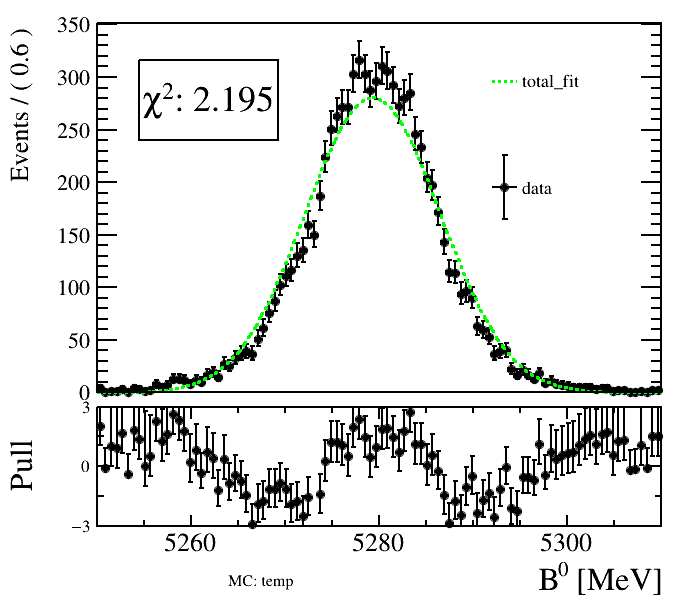 Events / ( 0.6 )
350
300
250
200
150
100
50
0
χ²: 2.195
total_fit
data
Pull
3
0
−3
5260
5280
5300
MC: temp
B⁰ [MeV]